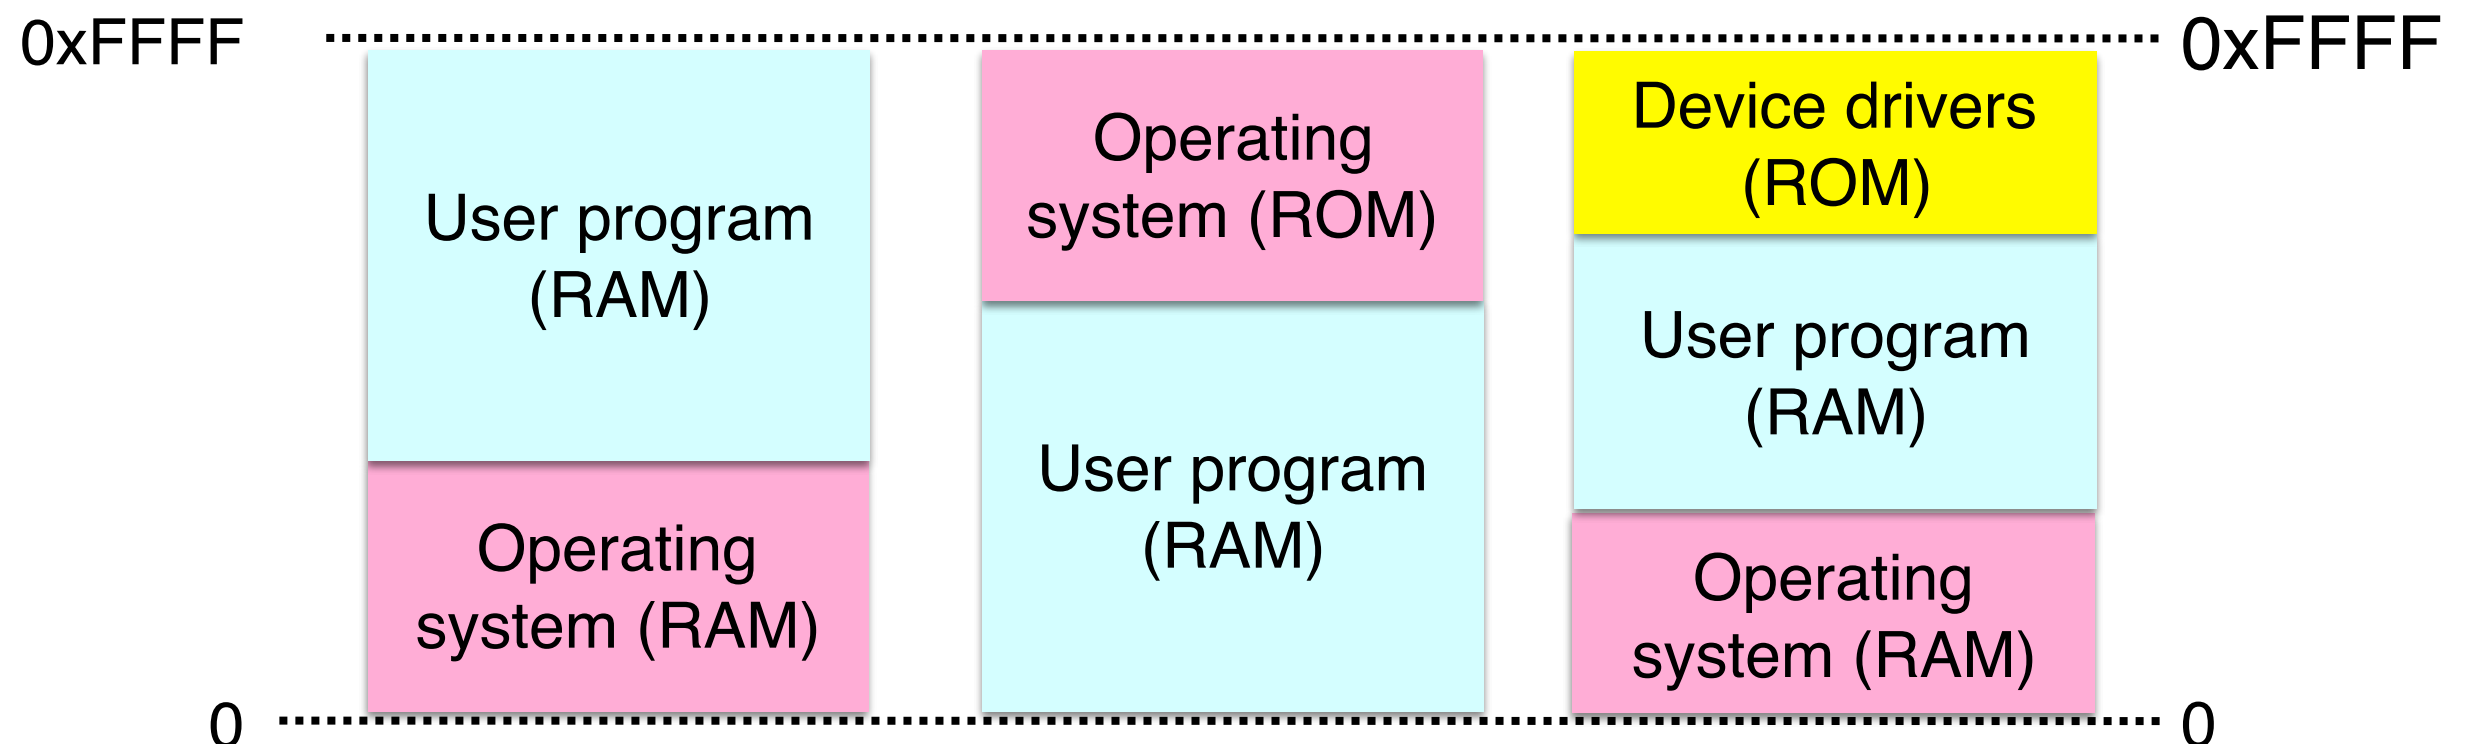 0xFFFF
0xFFFF
User program
(RAM)
Operating
system (RAM)
Operating
system (ROM)
User program
(RAM)
Device drivers
(ROM)
User program
(RAM)
Operating
system (RAM)
0
0